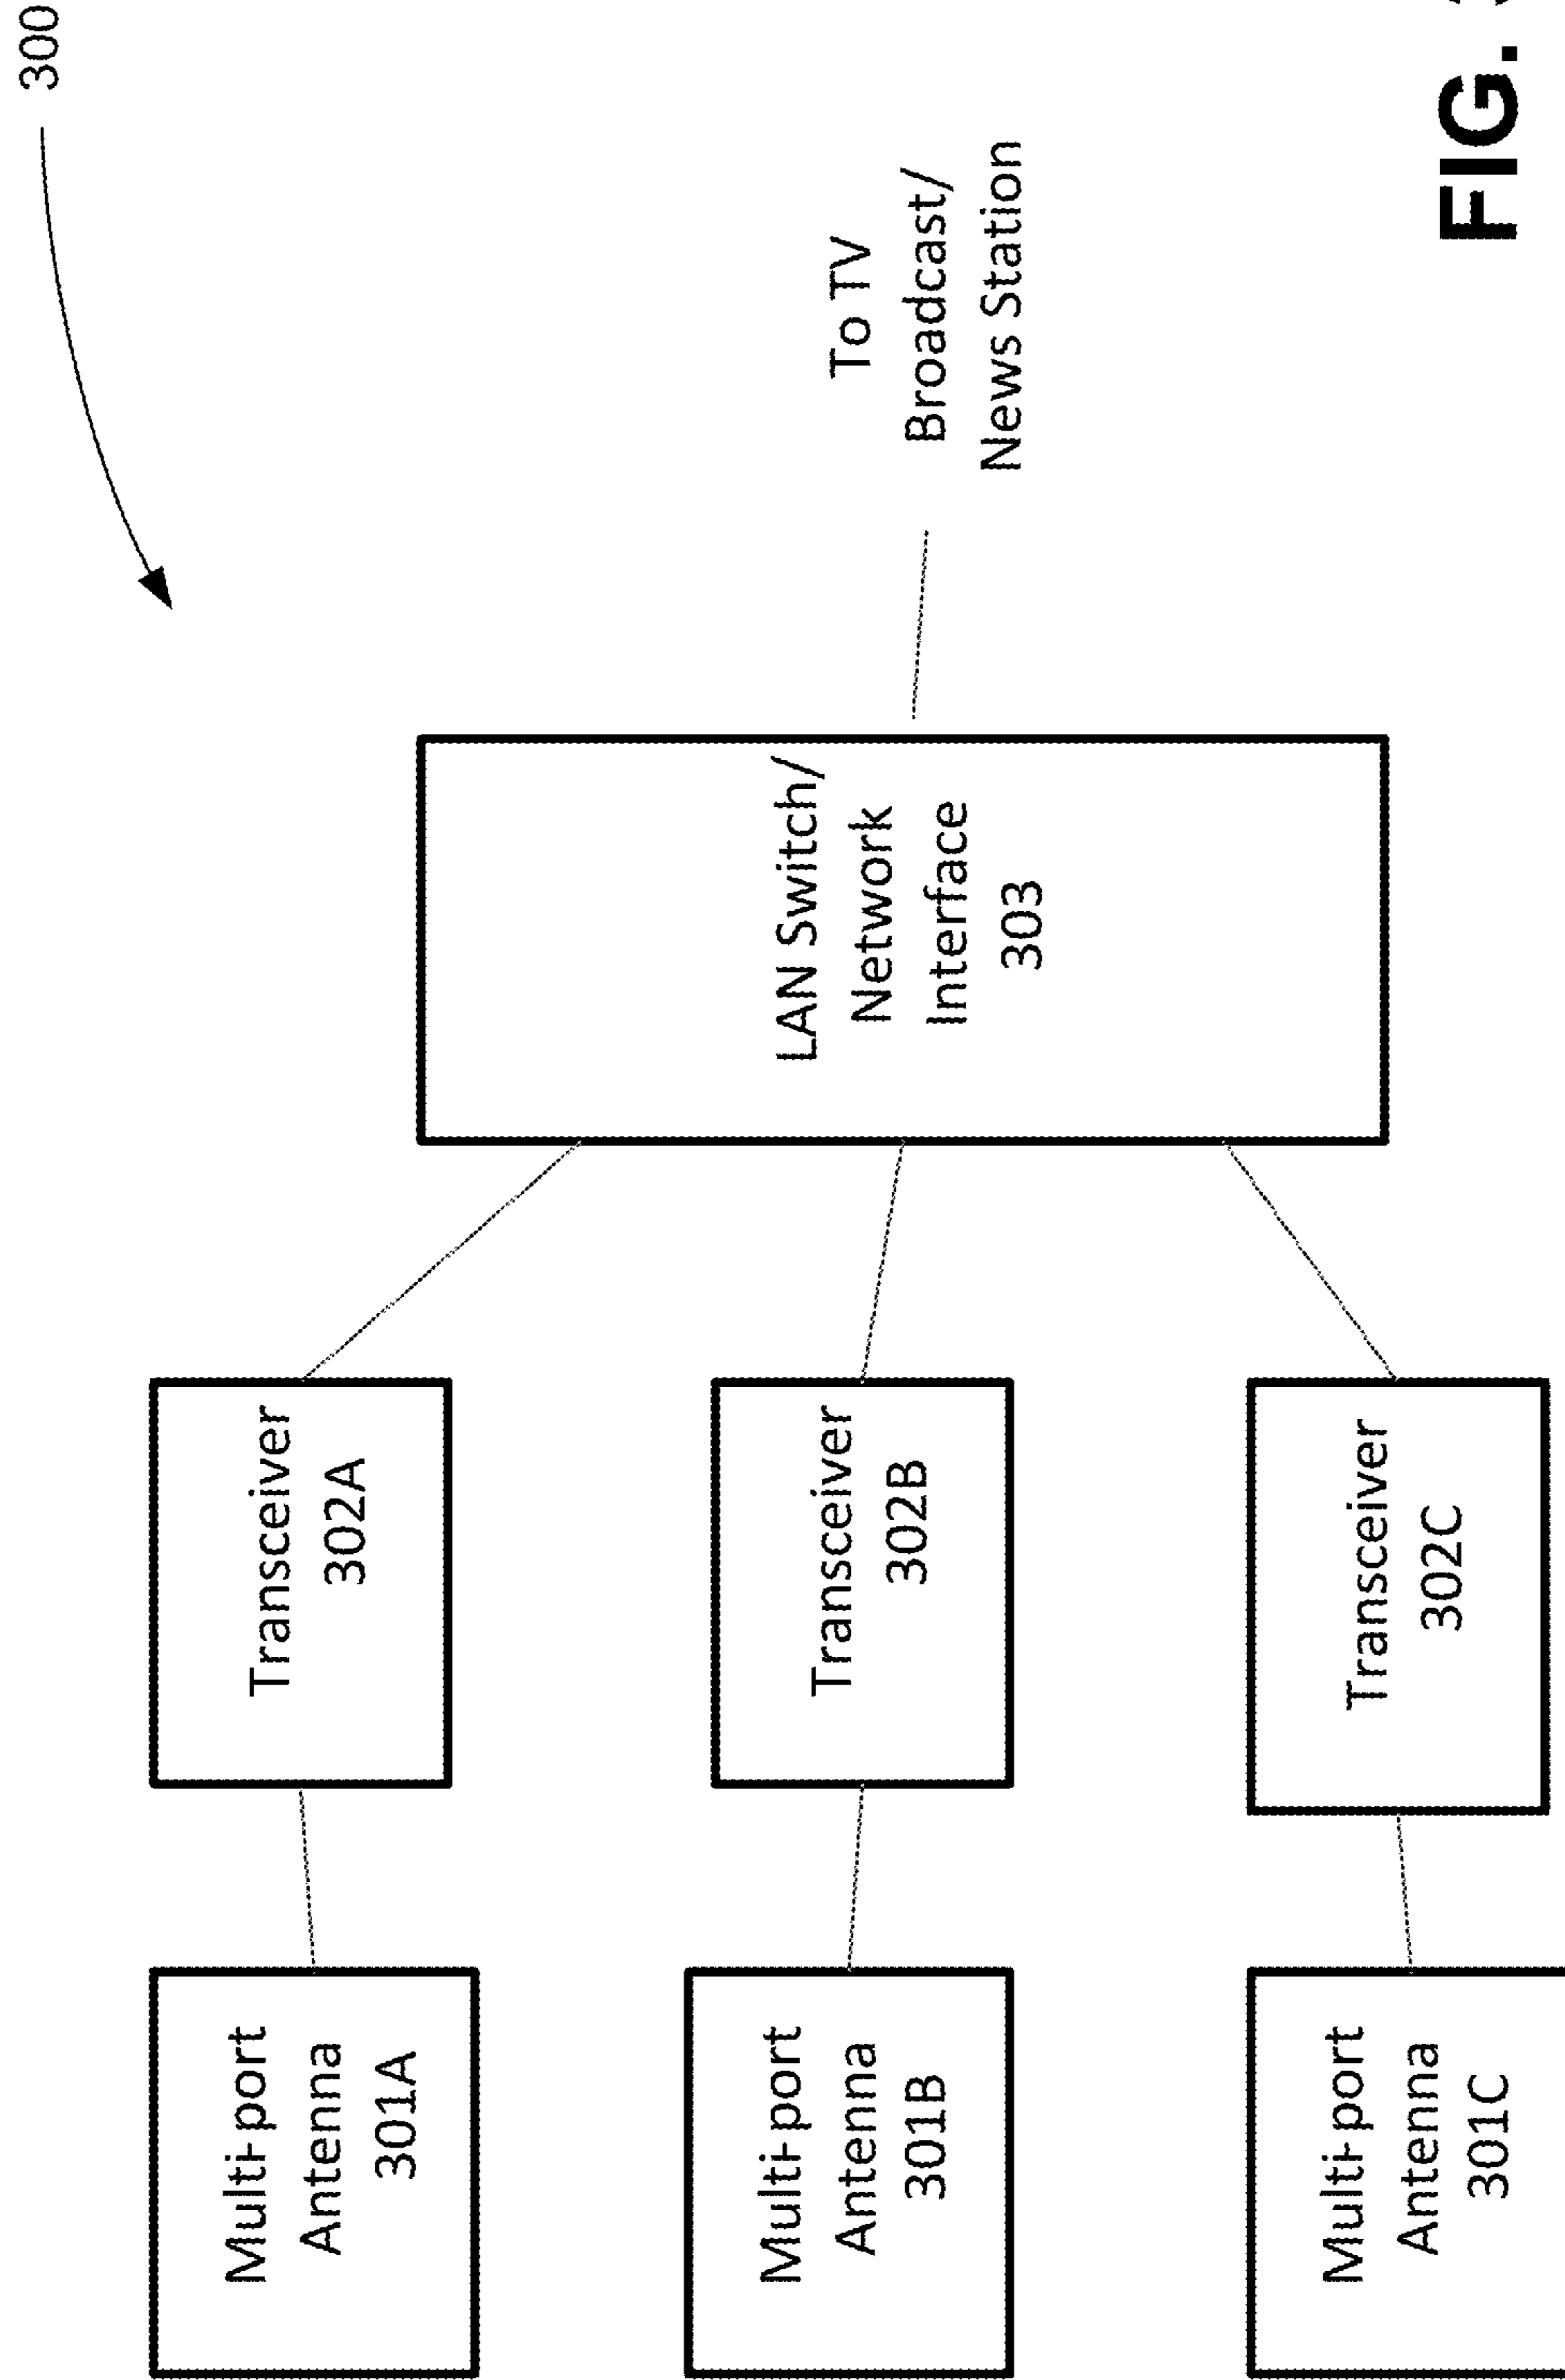 300
Multi-port
Antenna
301A
Transceiver
302A
Multi-port
Antenna
301B
Transceiver
302B
Multi-port
Antenna
301C
Transceiver
302C
LAN Switch/
Network
Interface
303
To TV
Broadcast/
News Station
FIG.